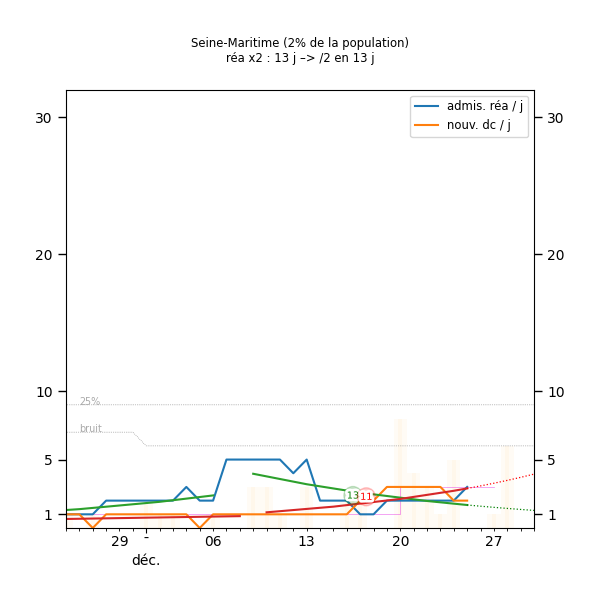 Seine-Maritime (2% de la population)
réa x2 : 13 j –> /2 en 13 j
admis. réa / j
nouv. dc / j
30 30
20 20
10 10
25%
bruit
5 5
13 11
1 1
29 - 06 13 20 27
déc.